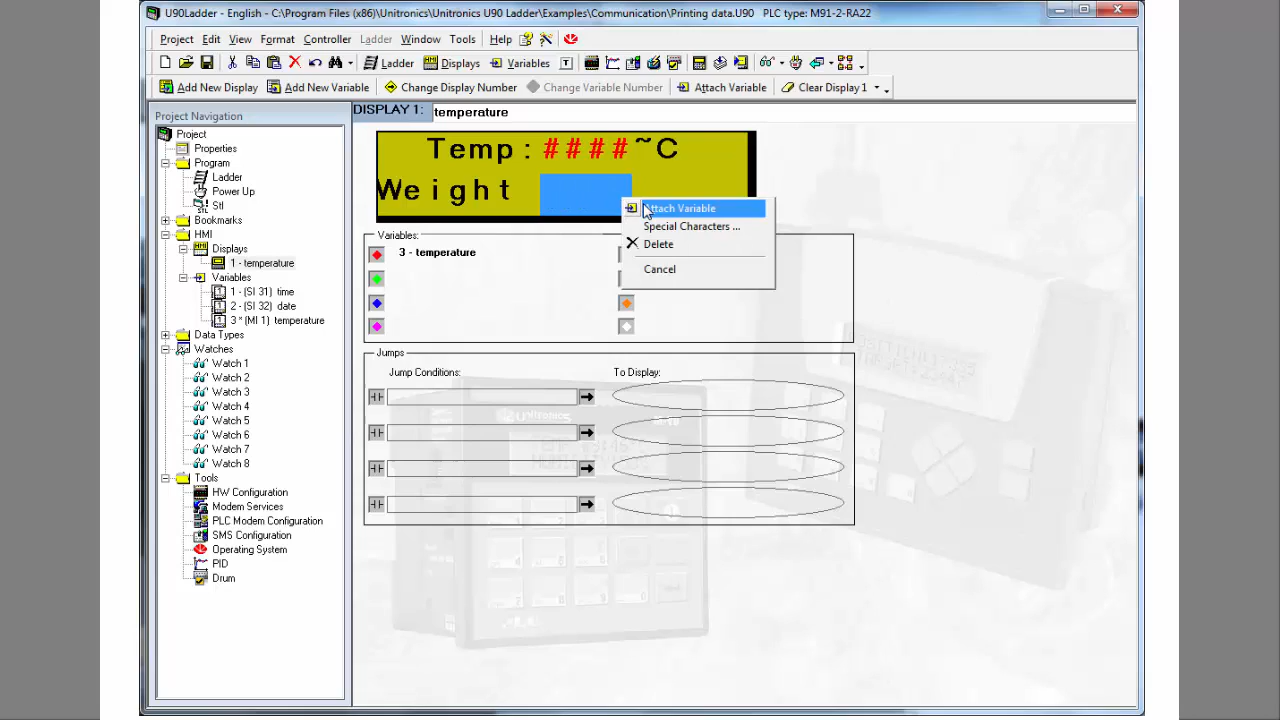 U90Ladder - English - C:\Program Files (x86)\Unitronics\Unitronics U90 Ladder\Examples\Communication\Printing data.U90 PLC type: M91-2-RA22
Project Edit View Format Controller Ladder Window Tools Help
Ladder Displays Variables T
Add New Display Add New Variable Change Display Number Change Variable Number Attach Variable Clear Display 1
Project Navigation
Project
Properties
Program
Ladder
Power Up
Stl
Bookmarks
HMI
Displays
1 - temperature
Variables
1 - (SI 31) time
2 - (SI 32) date
3 * (MI 1) temperature
Data Types
Watches
Watch 1
Watch 2
Watch 3
Watch 4
Watch 5
Watch 6
Watch 7
Watch 8
Tools
HW Configuration
Modem Services
PLC Modem Configuration
SMS Configuration
Operating System
PID
Drum
DISPLAY 1: temperature
Temp:####~C
Weight
Attach Variable
Special Characters ...
Delete
Cancel
Variables:
3 - temperature
Jumps
Jump Conditions: To Display:
unitronics